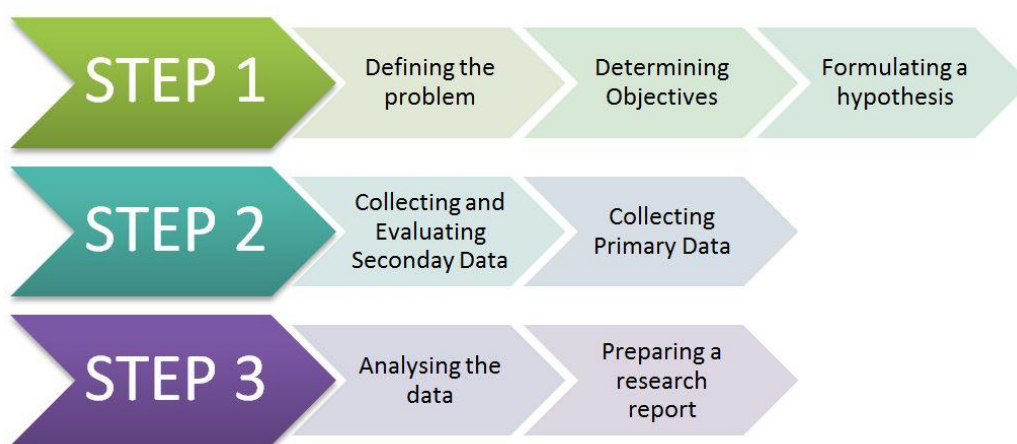 STEP 1
Defining the
problem
Determining
Objectives
Formulating a
hypothesis
STEP 2
Collecting and
Evaluating
Seconday Data
Collecting
Primary Data
STEP 3
Analysing the
data
Preparing a
research
report